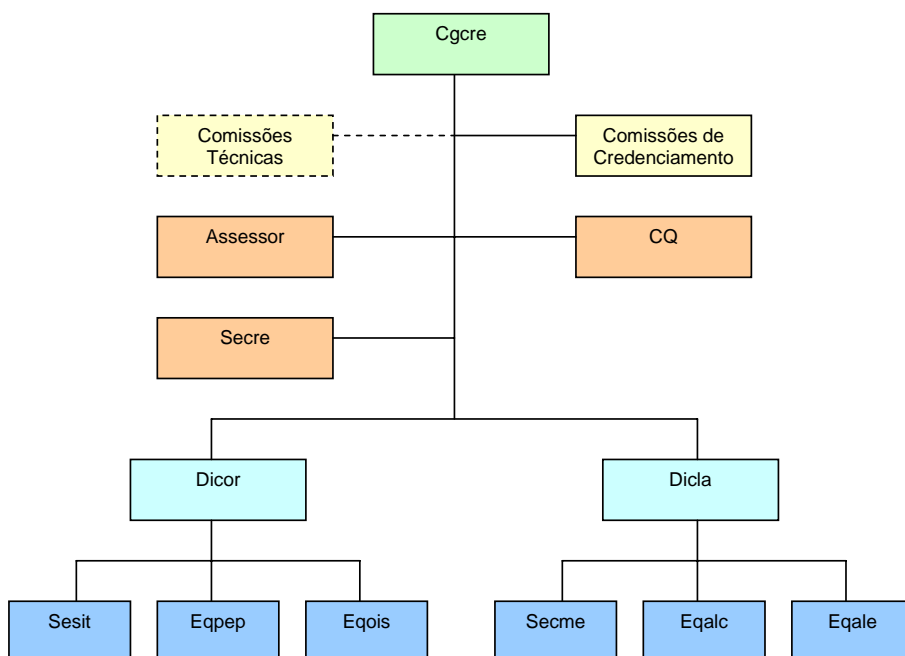 Cgcre
Comissões
Técnicas
Comissões de
Credenciamento
Assessor
CQ
Secre
Dicor
Dicla
Sesit
Eqpep
Eqois
Secme
Eqalc
Eqale